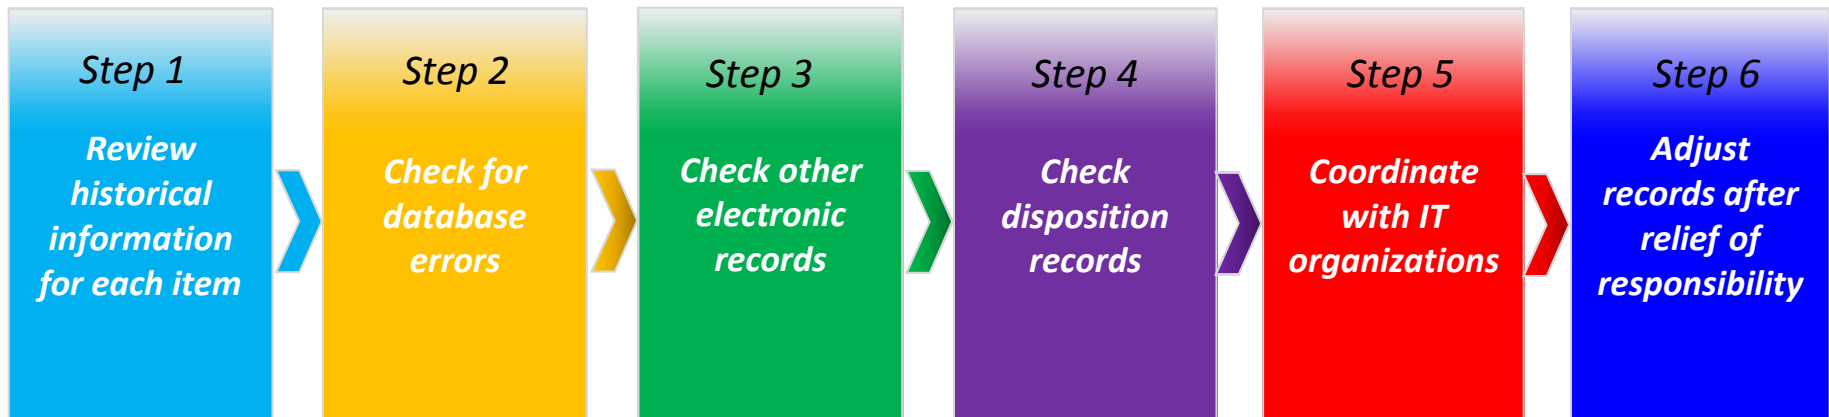 Step 1
Review
historical
information
for each item
Step 2
Check for
database
errors
Step 3
Check other
electronic
records
Step 4
Check
disposition
records
Step 5
Coordinate
with IT
organizations
Step 6
Adjust
records after
relief of
responsibility